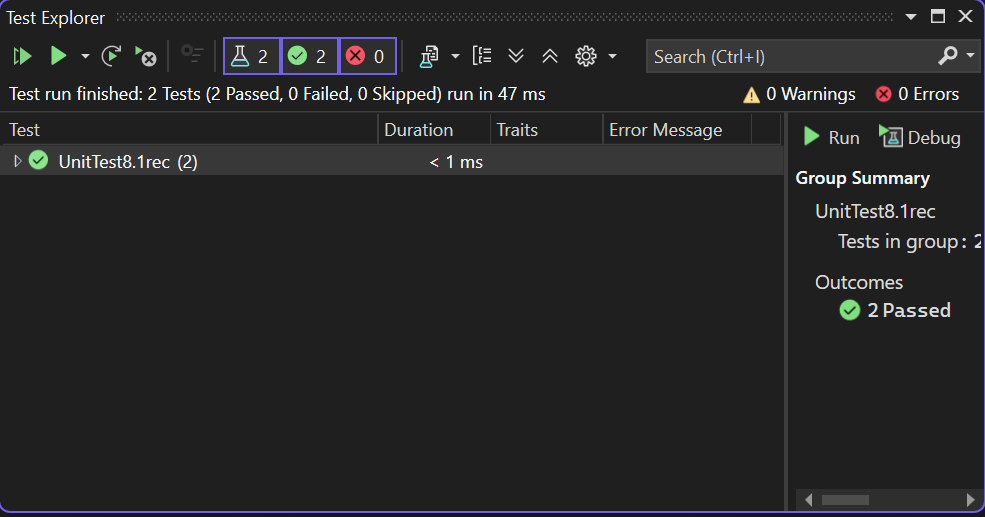 Test Explorer
2 2 0 Search (Ctrl+I)
Test run finished: 2 Tests (2 Passed, 0 Failed, 0 Skipped) run in 47 ms 0 Warnings 0 Errors
Test Duration Traits Error Message
UnitTest8.1rec (2) < 1 ms
Run Debug
Group Summary
UnitTest8.1rec
Tests in group: 2
Outcomes
2 Passed